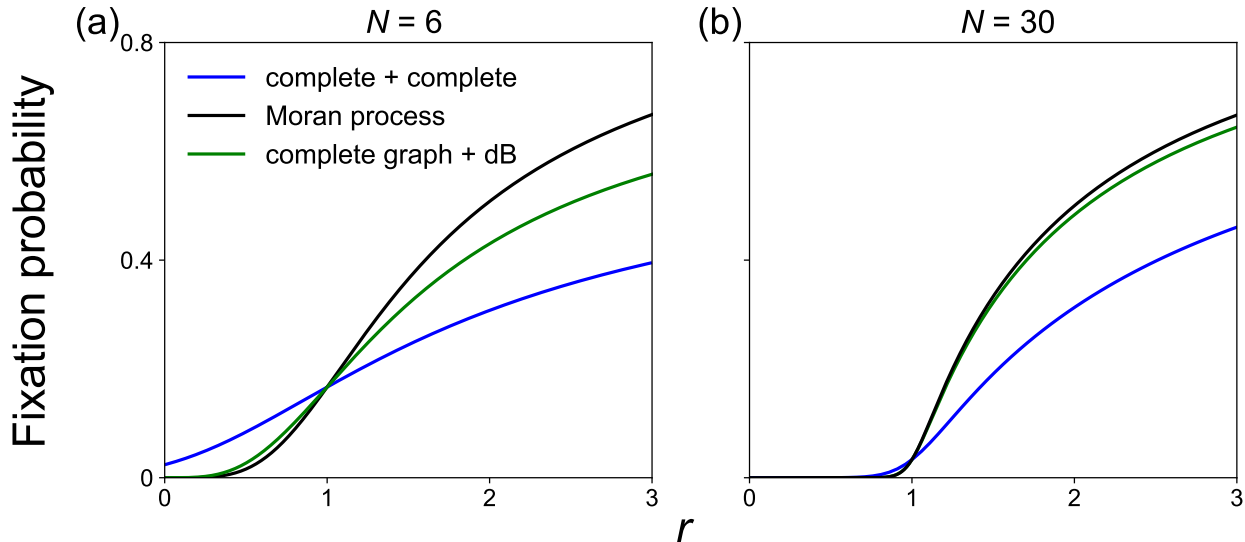 (a)
N = 6
(b)
N = 30
Fixation probability
0.8
0.4
0
complete + complete
Moran process
complete graph + dB
0
1
2
3
0
1
2
3
r